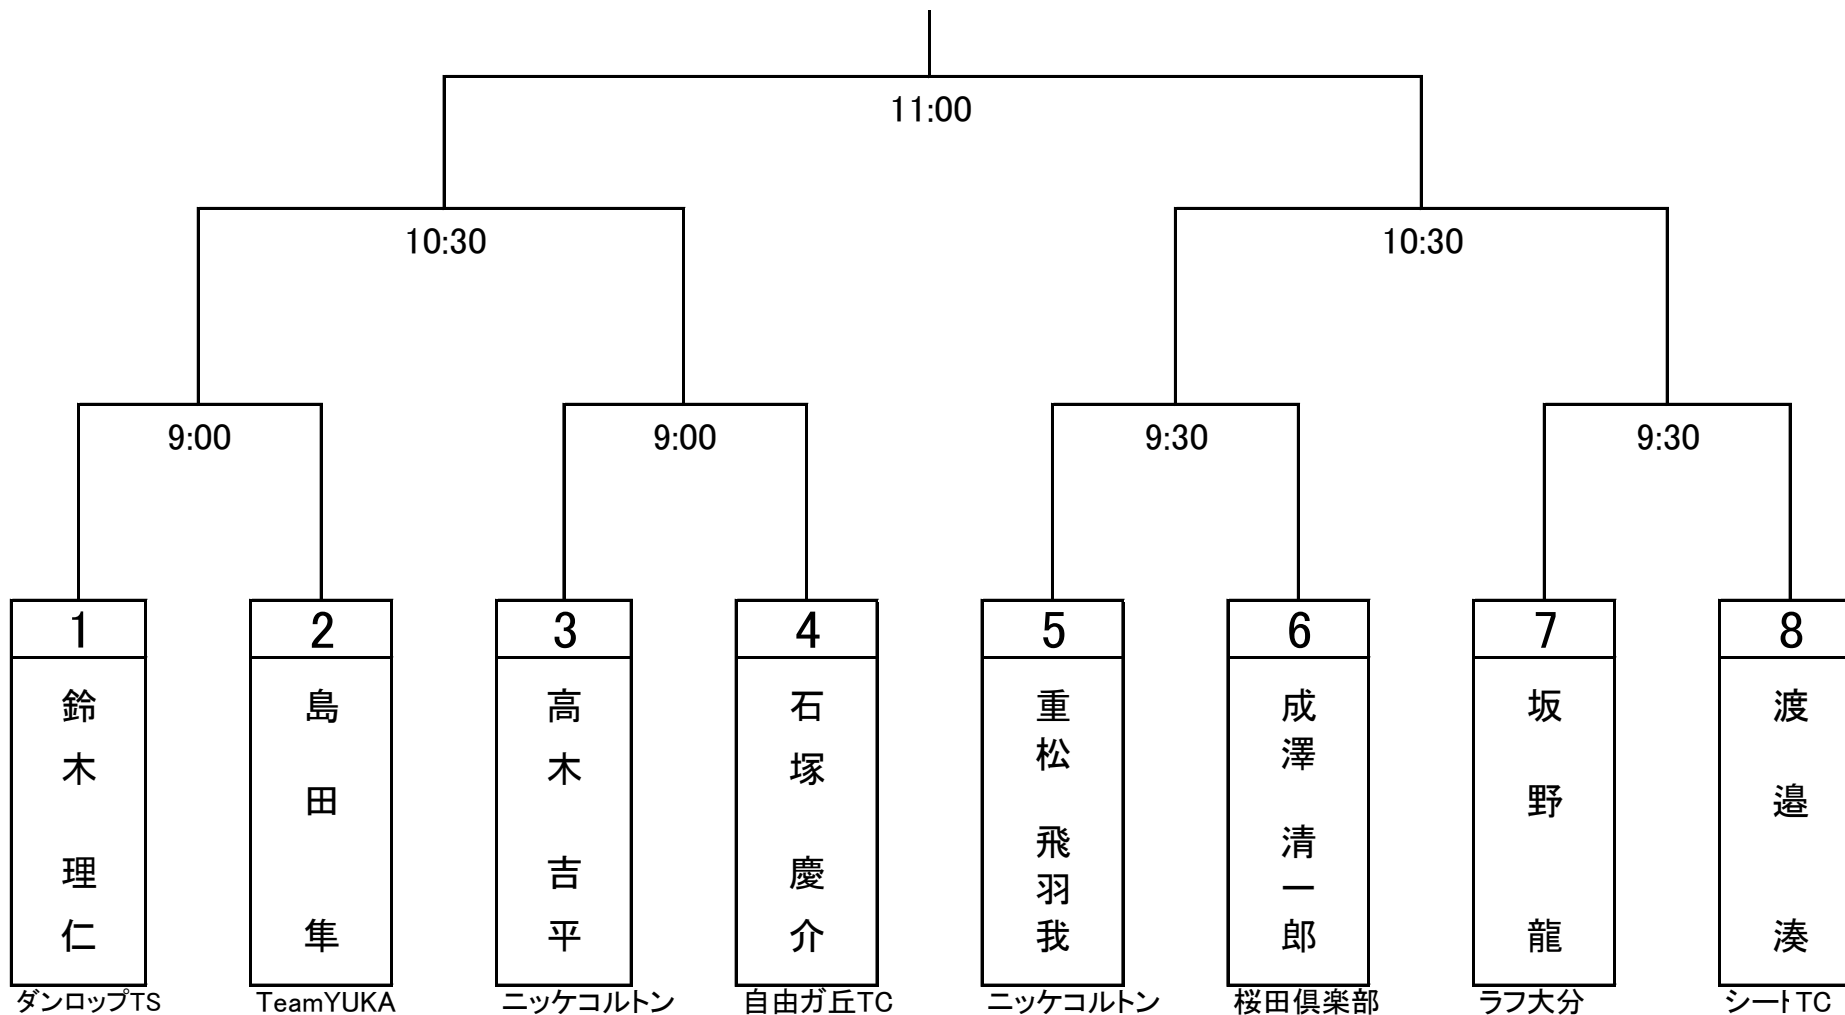 11:00
10:30
10:30
9:00
9:00
9:30
9:30
1
2
3
4
5
6
7
8
鈴木 理仁
島田 隼
高木 吉平
石塚 慶介
重松 飛羽我
成澤 清一郎
坂野 龍
渡邉 湊
ダンロップTS
TeamYUKA
ニッケコルトン
自由ガ丘TC
ニッケコルトン
桜田倶楽部
ラフ大分
シートTC